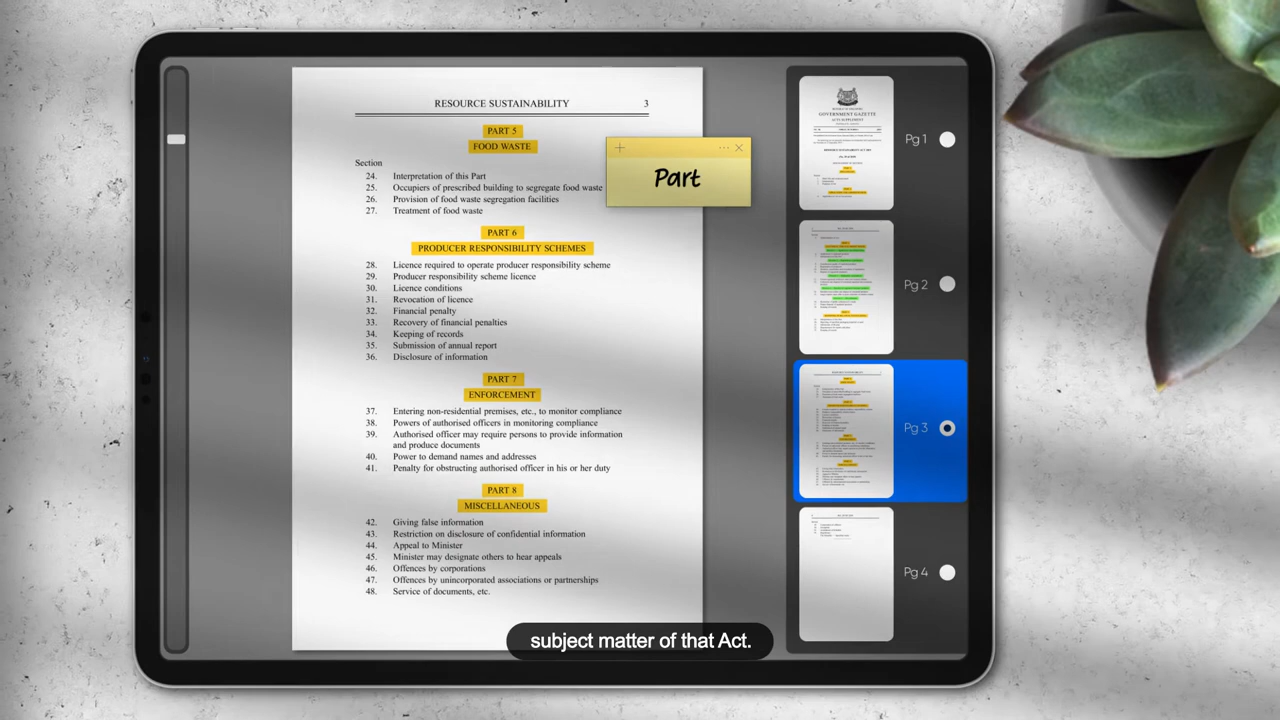 RESOURCE SUSTAINABILITY 3
PART 5
FOOD WASTE
Section
24. Interpretation of this Part
25. Occupiers of prescribed building to segregate food waste
26. Provision of food waste segregation facilities
27. Treatment of food waste
PART 6
PRODUCER RESPONSIBILITY SCHEMES
28. Licence required to operate producer responsibility scheme
29. Producer responsibility scheme licence
30. Licence conditions
31. Revocation of licence
32. Financial penalty
33. Recovery of financial penalties
34. Keeping of records
35. Submission of annual report
36. Disclosure of information
PART 7
ENFORCEMENT
37. Entering non-residential premises, etc., to monitor compliance
38. Powers of authorised officers in monitoring compliance
39. Authorised officer may require persons to provide information
and produce documents
40. Power to demand names and addresses
41. Penalty for obstructing authorised officer in his or her duty
PART 8
MISCELLANEOUS
42. Giving false information
43. Restriction on disclosure of confidential information
44. Appeal to Minister
45. Minister may designate others to hear appeals
46. Offences by corporations
47. Offences by unincorporated associations or partnerships
48. Service of documents, etc.
Part
GOVERNMENT GAZETTE
Pg 1
Pg 2
Pg 3
Pg 4
subject matter of that Act.